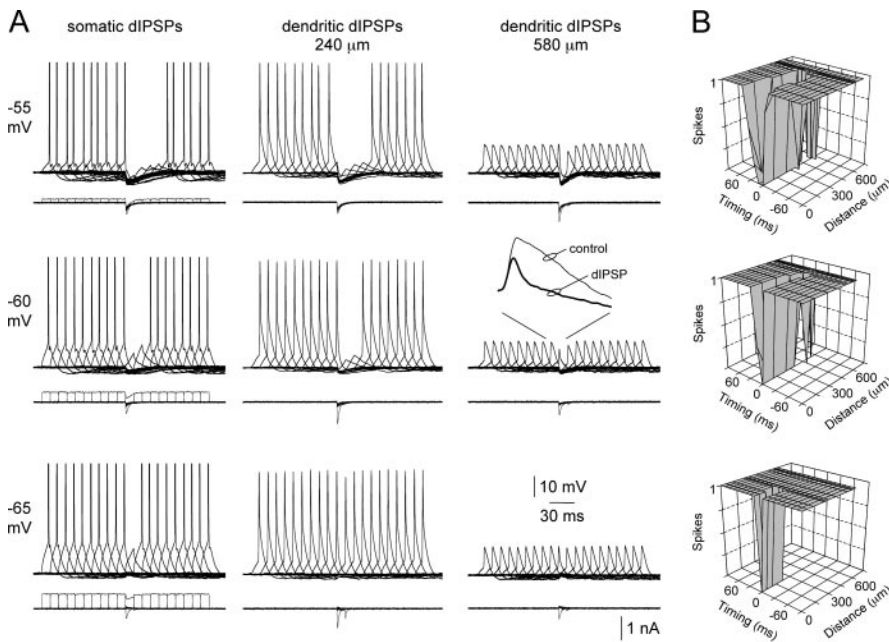 A
B
somatic dIPSPs
dendritic dIPSPs
240 μm
dendritic dIPSPs
580 μm
-55
mV
-60
mV
control
dIPSP
-65
mV
10 mV
30 ms
1 nA
1
Spikes
60
0
-60
Timing (ms)
0
300
600
Distance (μm)
1
Spikes
60
0
-60
Timing (ms)
0
300
600
Distance (μm)
1
Spikes
60
0
-60
Timing (ms)
0
300
600
Distance (μm)